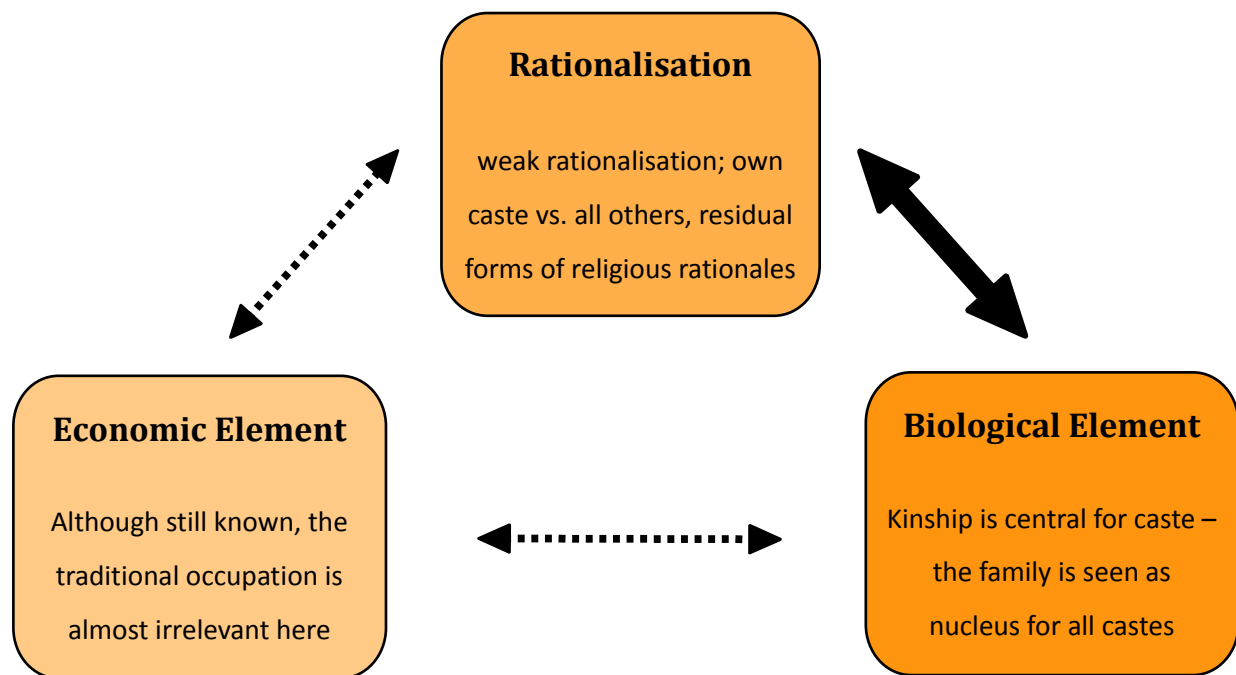 Rationalisation
weak rationalisation; own
caste vs. all others, residual
forms of religious rationales
Economic Element
Although still known, the
traditional occupation is
almost irrelevant here
Biological Element
Kinship is central for caste –
the family is seen as
nucleus for all castes